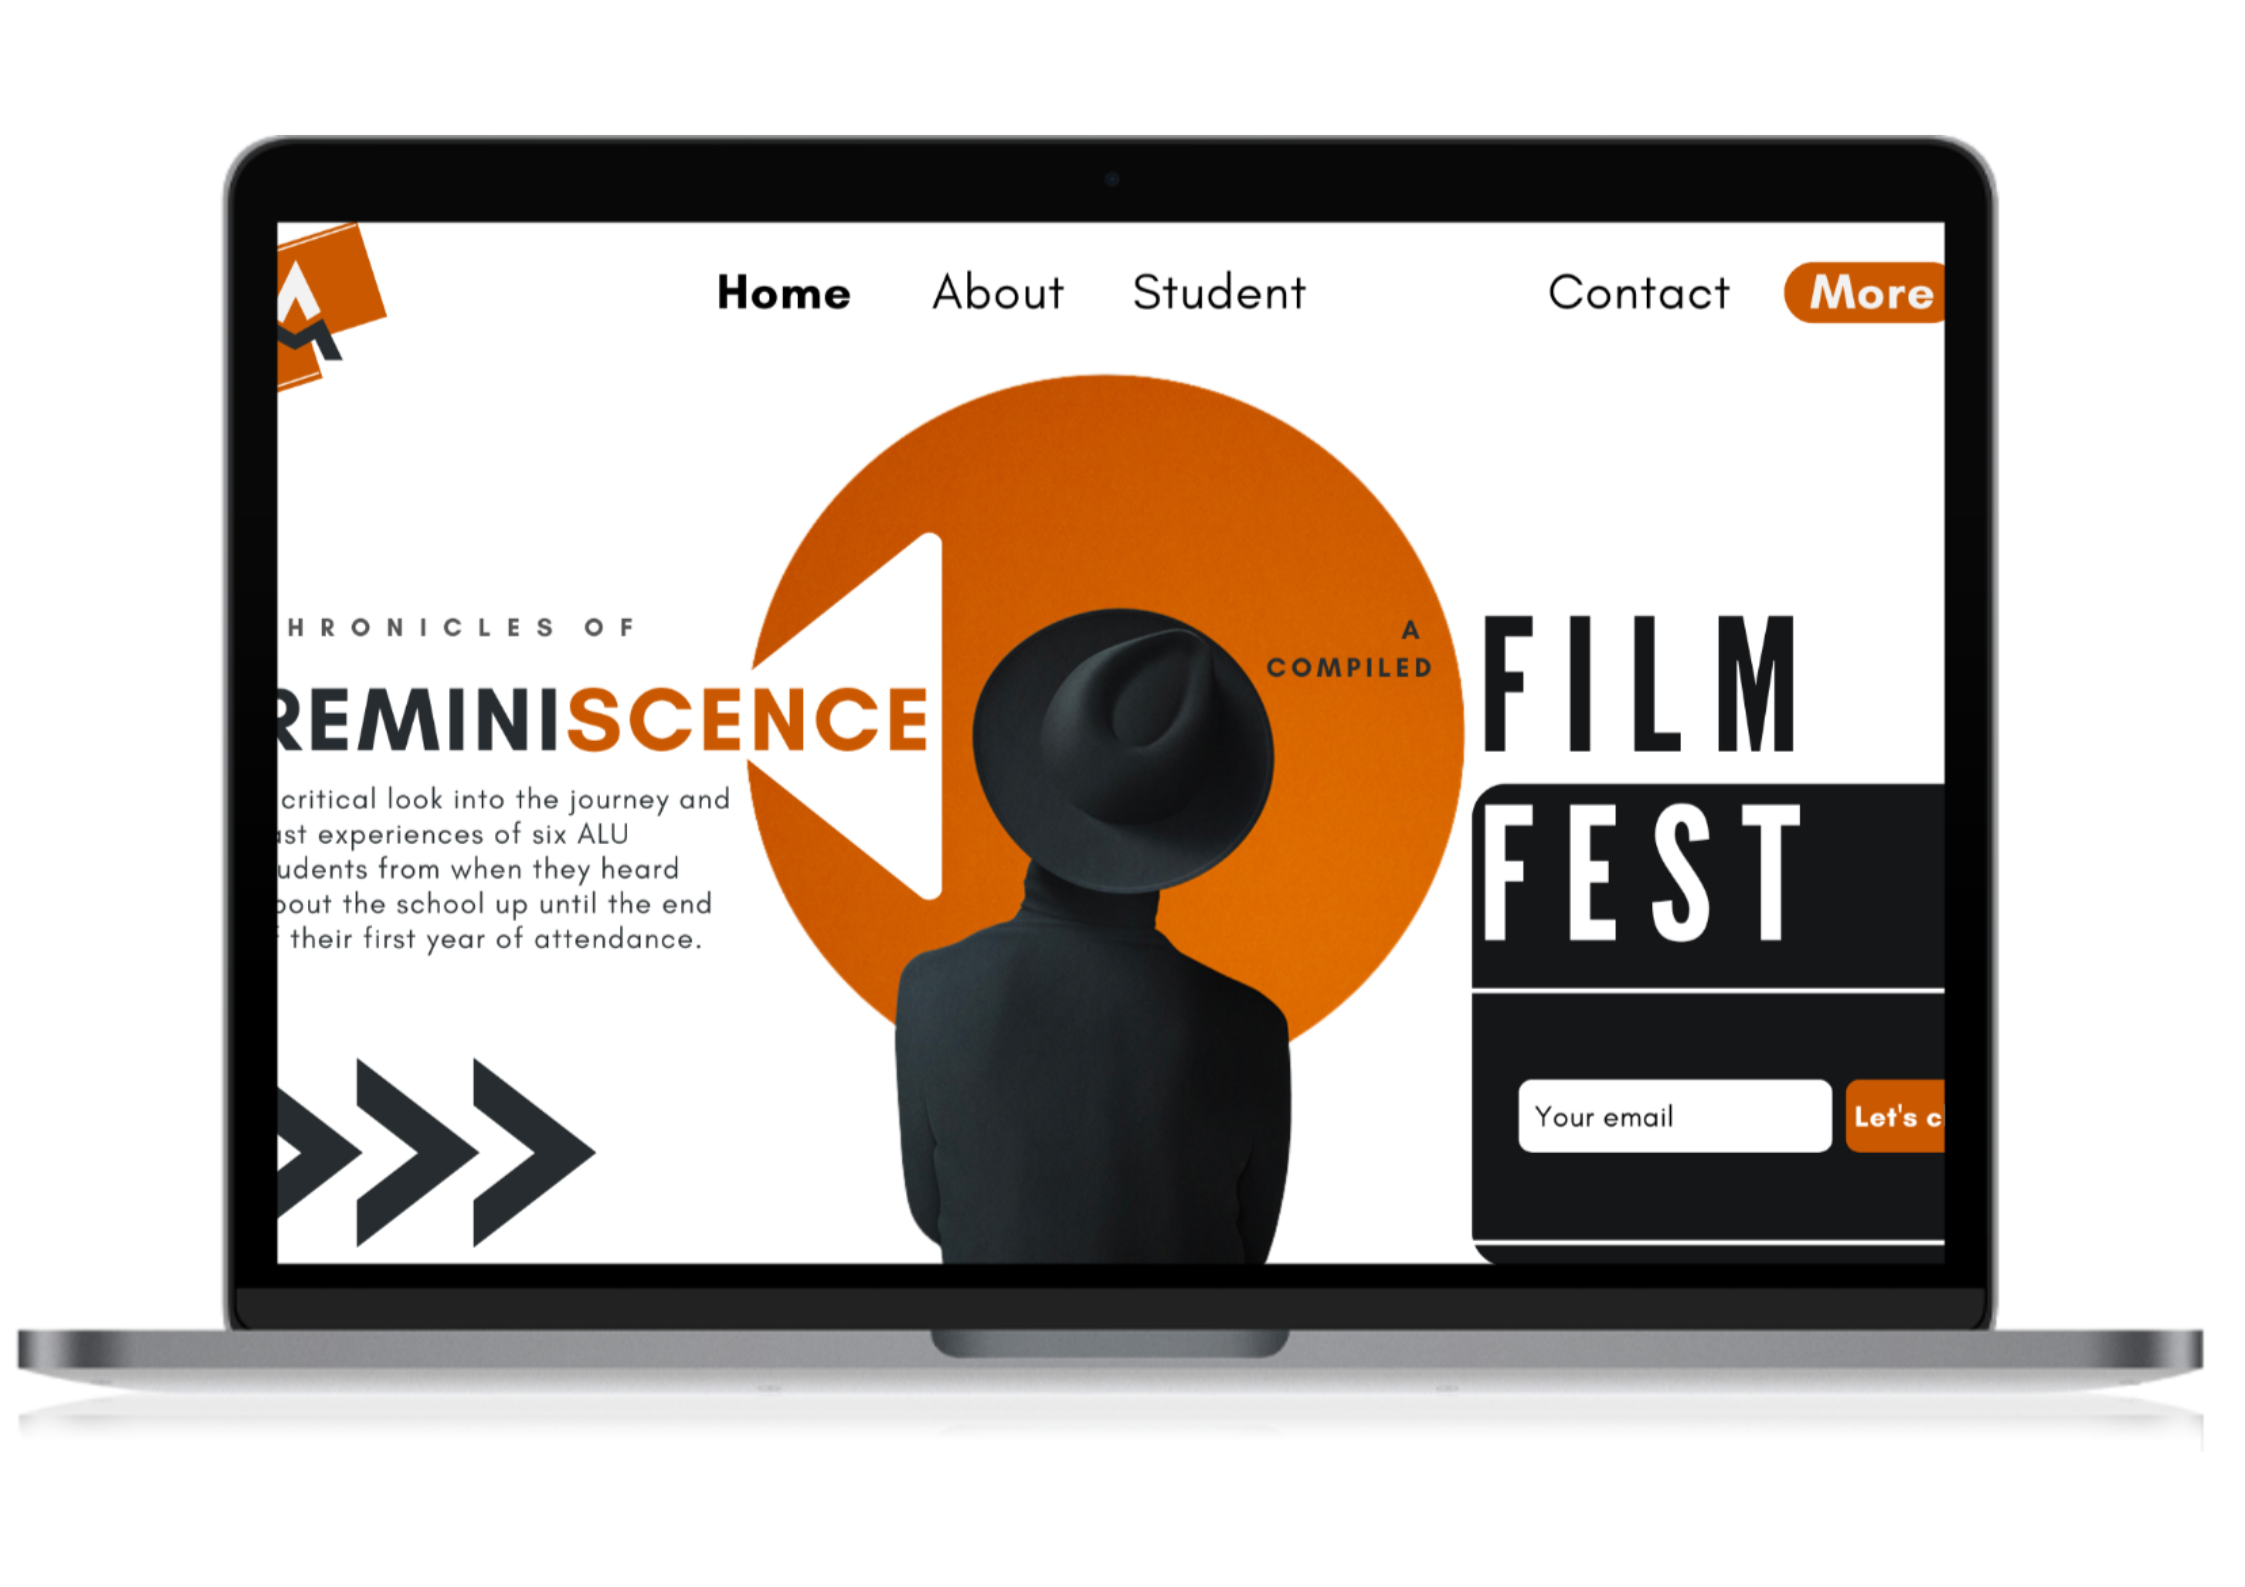 Home About Student Contact More
HRONICLES OF
REMINISCENCE
A
COMPILED
FILM
FEST
critical look into the journey and
ast experiences of six ALU
udents from when they heard
bout the school up until the end
f their first year of attendance.
Your email
Let's c